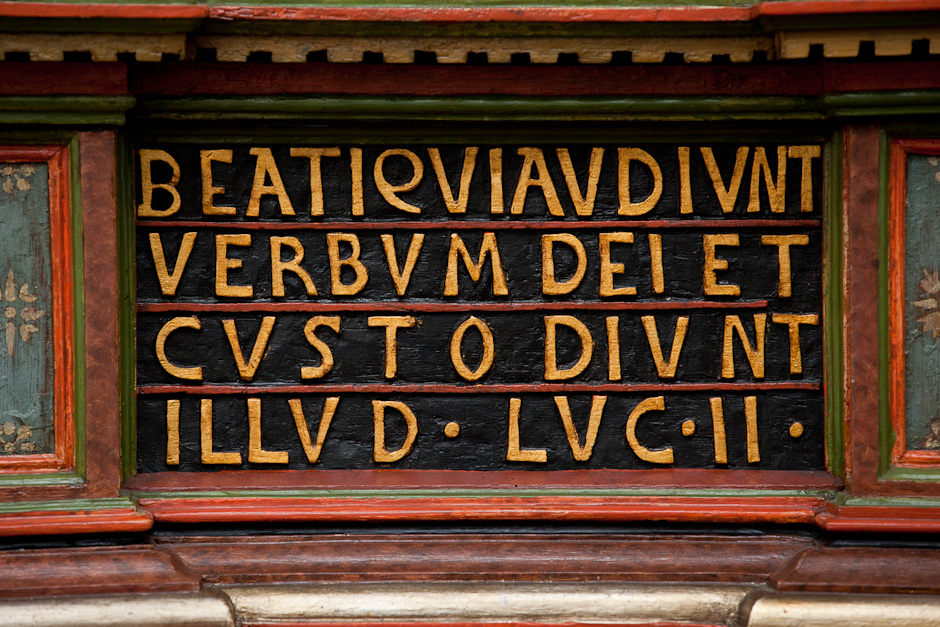 BEATI QVI AVDIVNT
VERBVM DEI ET
CVSTODIVNT
ILLVD · LVC · II ·